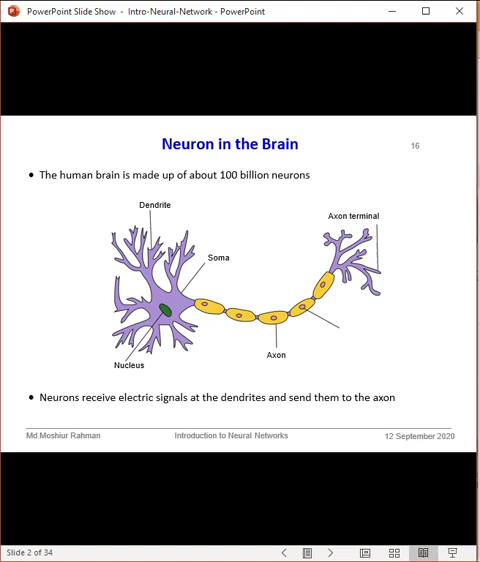 PowerPoint Slide Show - Intro-Neural-Network - PowerPoint
Neuron in the Brain
16
• The human brain is made up of about 100 billion neurons
Dendrite
Axon terminal
Soma
Axon
Nucleus
• Neurons receive electric signals at the dendrites and send them to the axon
Md.Moshiur Rahman Introduction to Neural Networks 12 September 2020
Slide 2 of 34